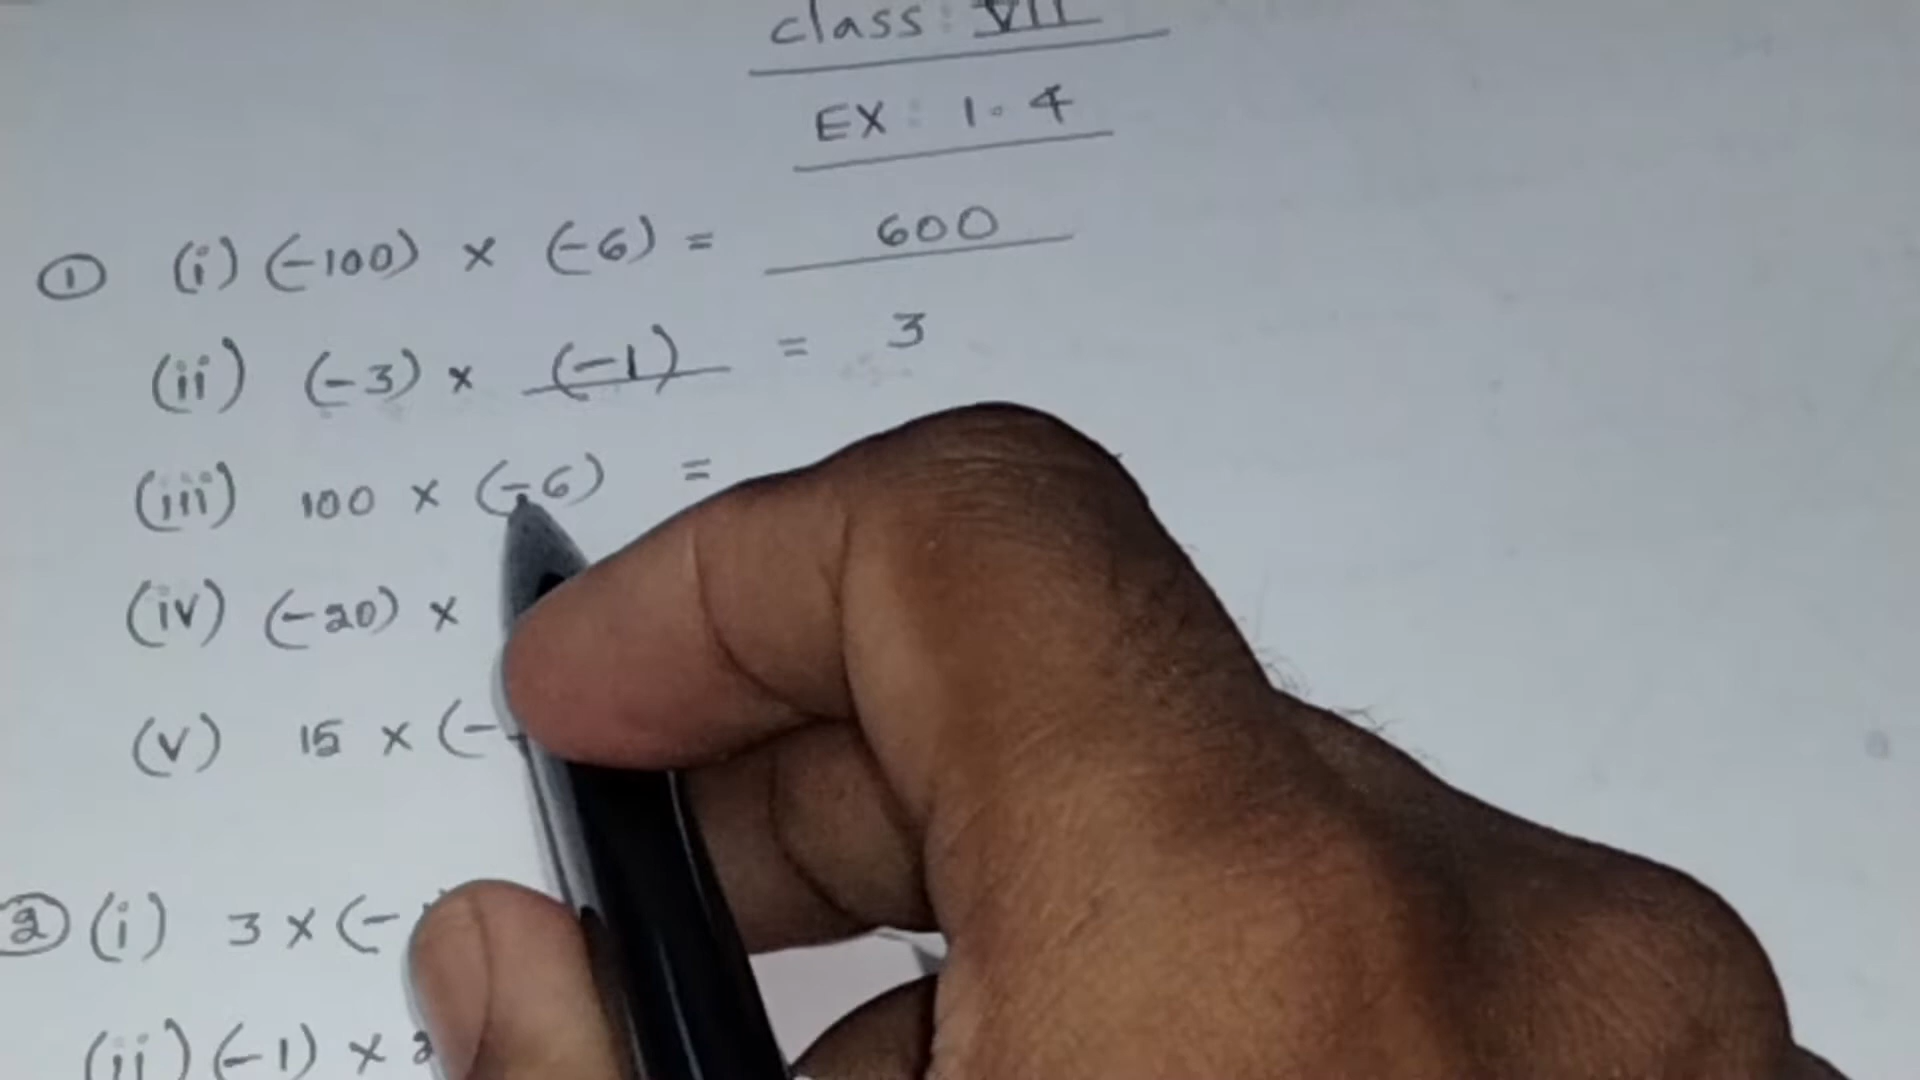 class: VII
EX: 1.4
① (i) (-100) × (-6) = 600
(ii) (-3) × (-1) = 3
(iii) 100 × (-6) =
(iv) (-20) ×
(v) 15 × (-
② (i) 3 × (-
(ii) (-1) × 2